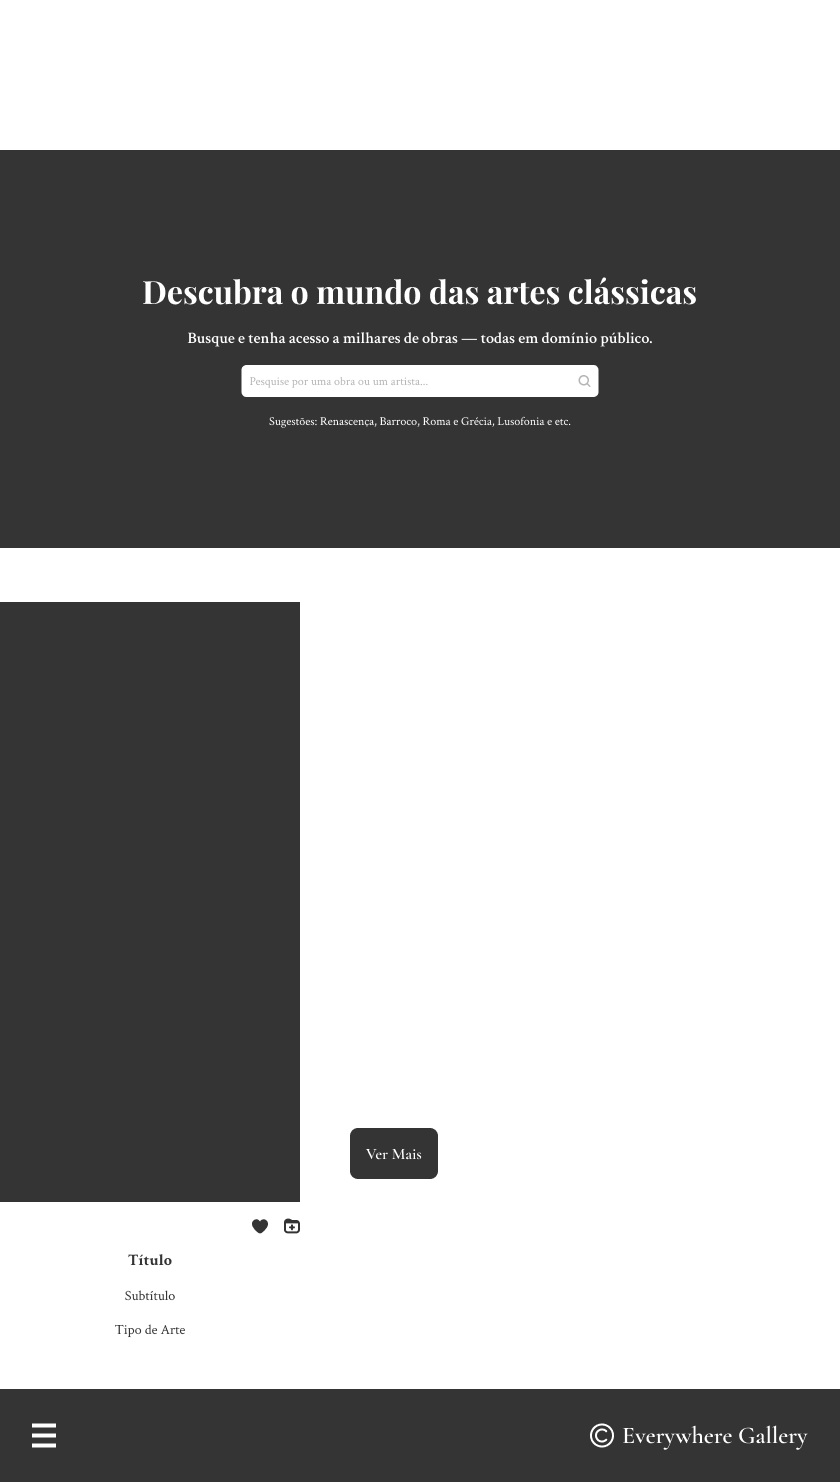 Descubra o mundo das artes clássicas
Busque e tenha acesso a milhares de obras — todas em domínio público.
Pesquise por uma obra ou um artista...
Sugestões: Renascença, Barroco, Roma e Grécia, Lusofonia e etc.
Ver Mais
Título
Subtítulo
Tipo de Arte
© Everywhere Gallery